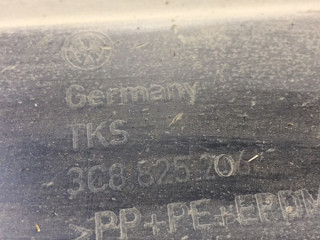 Germany
TKS
3C8 825 206
>PP+PE+EPDM